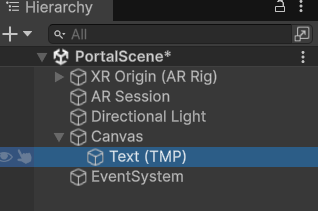 Hierarchy
All
PortalScene*
XR Origin (AR Rig)
AR Session
Directional Light
Canvas
Text (TMP)
EventSystem